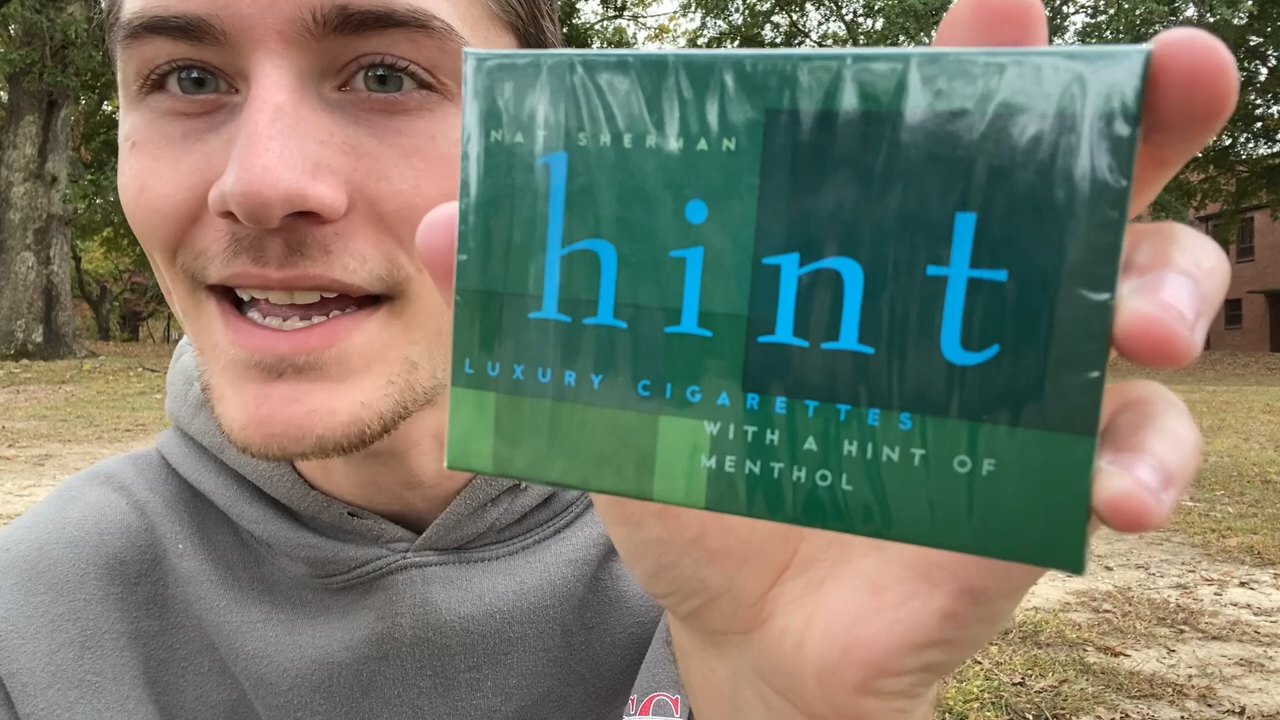 NAT SHERMAN
hint
LUXURY CIGARETTES
WITH A HINT OF
MENTHOL